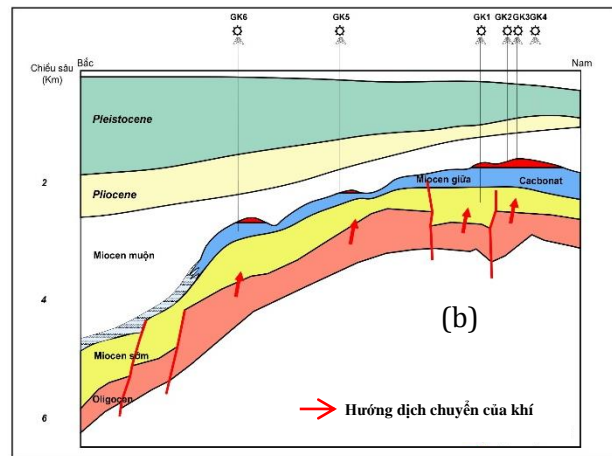 GK6 GK5 GK1 GK2 GK3 GK4
Chiều sâu
(Km)
Bắc Nam
Pleistocene
2
Pliocene
Miocen giữa Cacbonat
Miocen muộn
4
(b)
Miocen sớm
Oligocen
6
Hướng dịch chuyển của khí